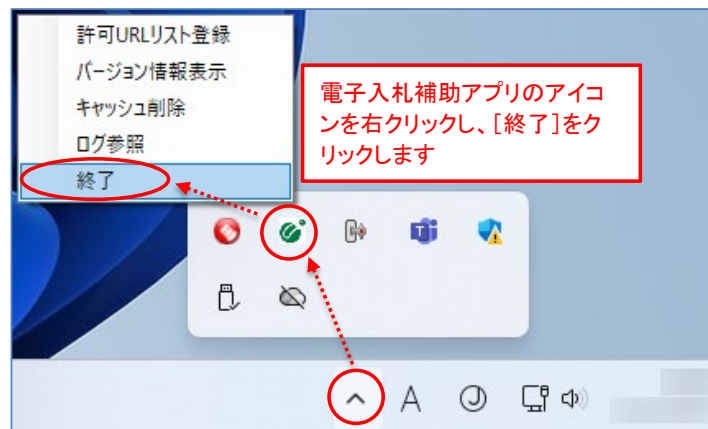 許可URLリスト登録
バージョン情報表示
キャッシュ削除
ログ参照
終了
電子入札補助アプリのアイコ
ンを右クリックし、[終了]をク
リックします
A